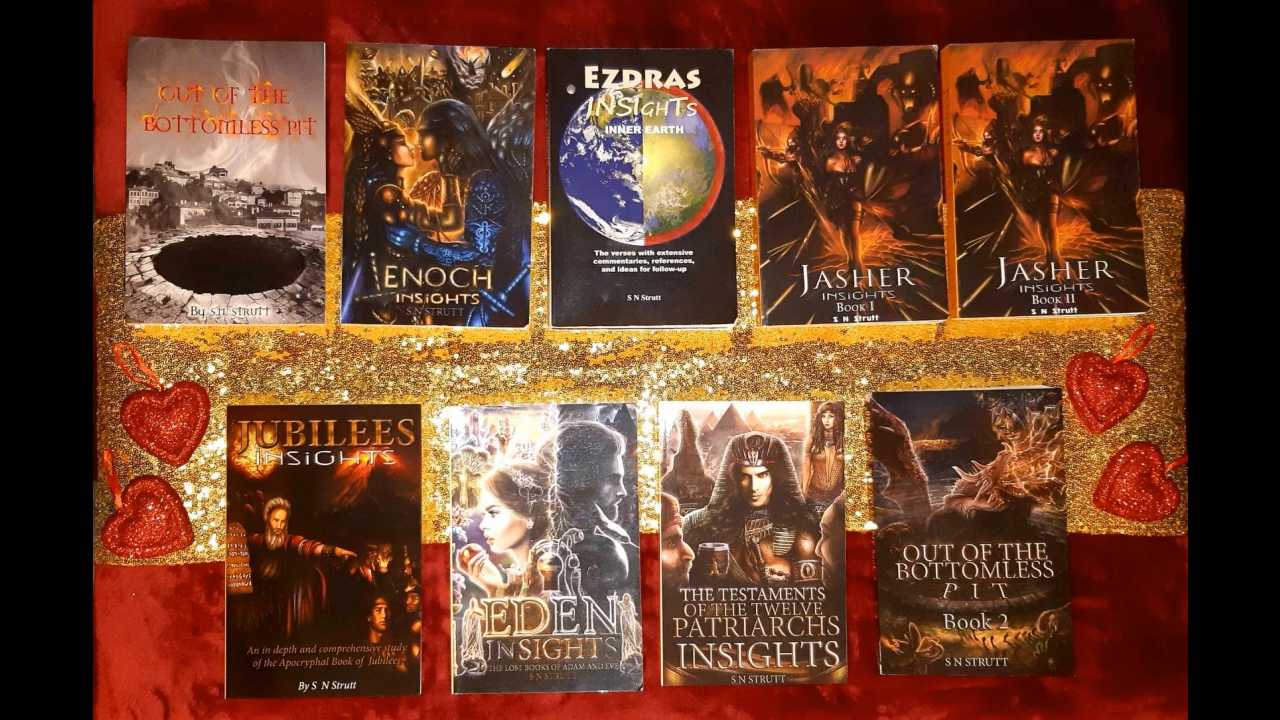 OUT OF THE
BOTTOMLESS PIT
By S.N. STRUTT
ENOCH
INSIGHTS
S N STRUTT
EZDRAS
INSIGHTS
INNER EARTH
The verses with extensive
commentaries, references,
and ideas for follow-up
S N Strutt
JASHER
INSIGHTS
Book I
S N Strutt
JASHER
INSIGHTS
Book II
S N Strutt
JUBILEES
INSIGHTS
An in depth and comprehensive study
of the Apocryphal Book of Jubilees
By S N Strutt
EDEN
INSIGHTS
THE LOST BOOKS OF ADAM AND EVE
S N STRUTT
THE TESTAMENTS
OF THE TWELVE
PATRIARCHS
INSIGHTS
S N STRUTT
OUT OF THE
BOTTOMLESS
PIT
Book 2
S N STRUTT